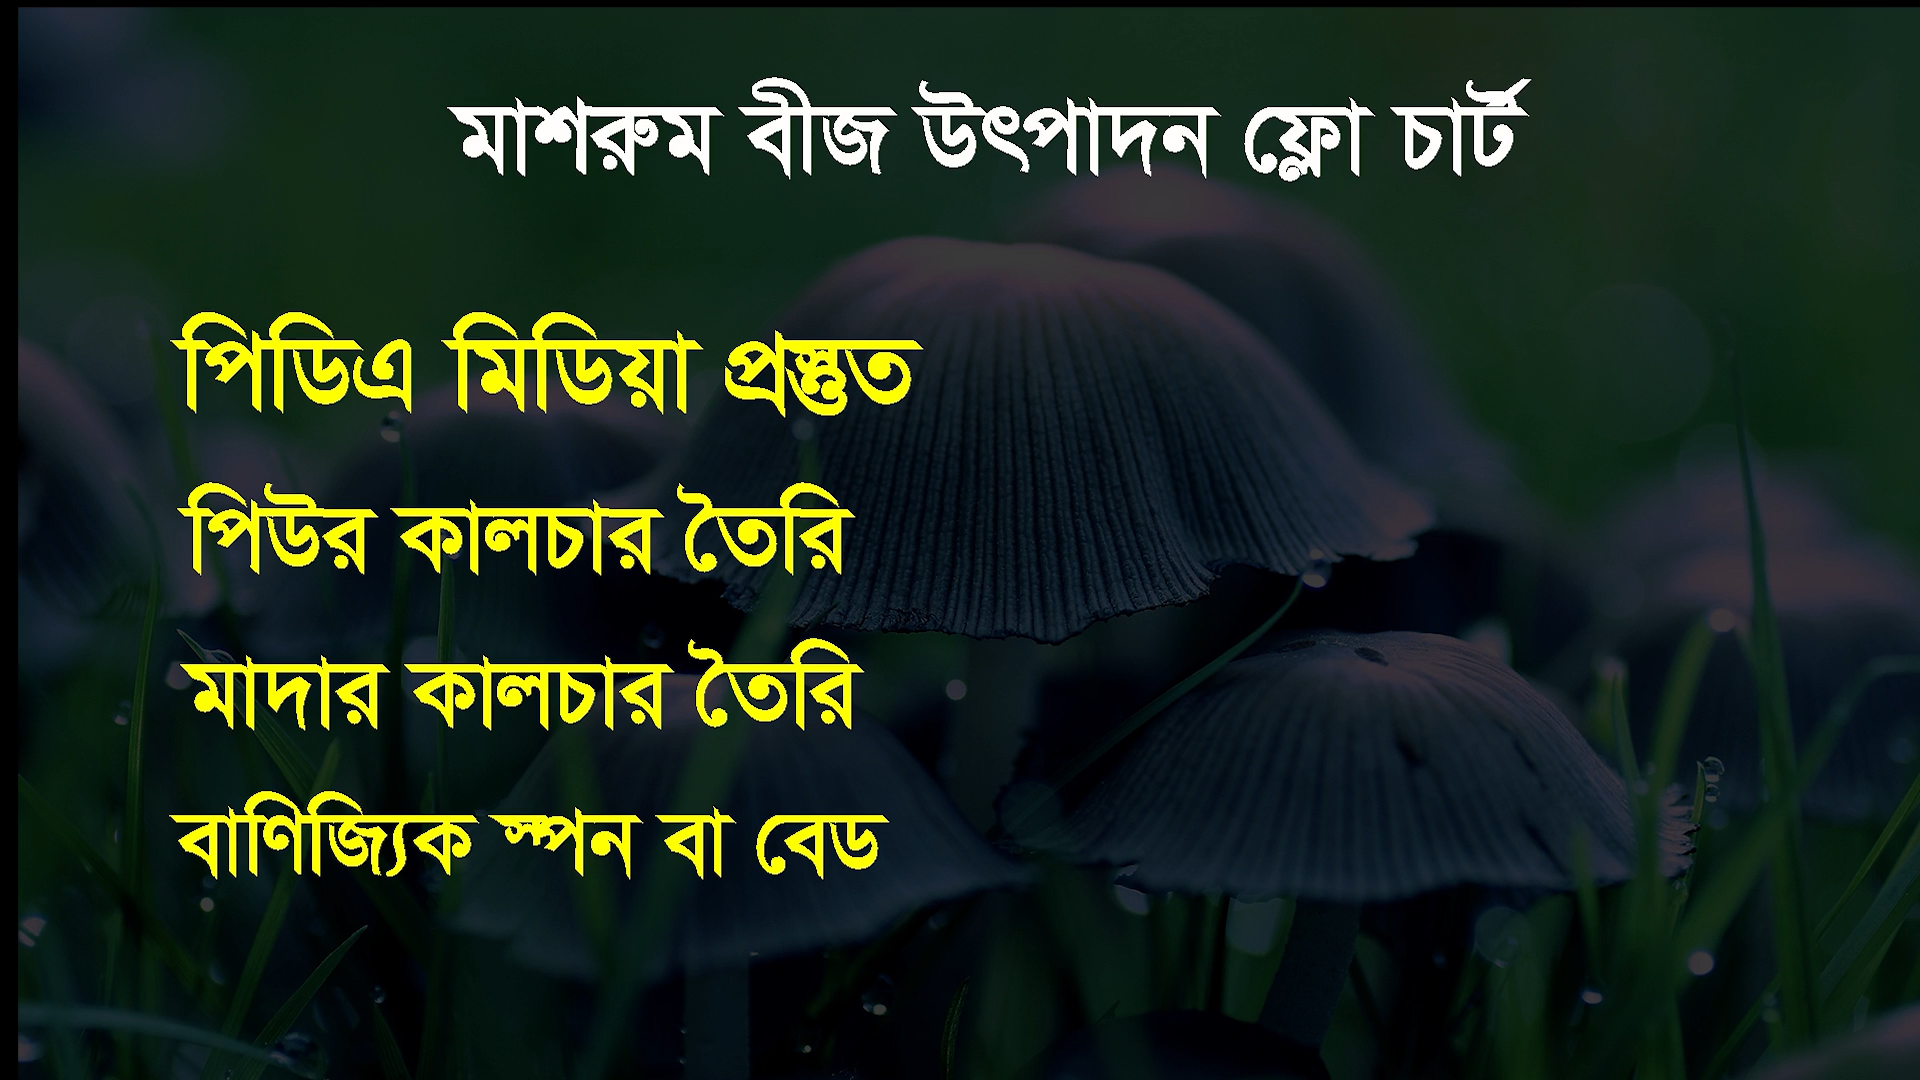 মাশরুম বীজ উৎপাদন ফ্লো চার্ট
পিডিএ মিডিয়া প্রস্তুত
পিউর কালচার তৈরি
মাদার কালচার তৈরি
বাণিজ্যিক স্পন বা বেড